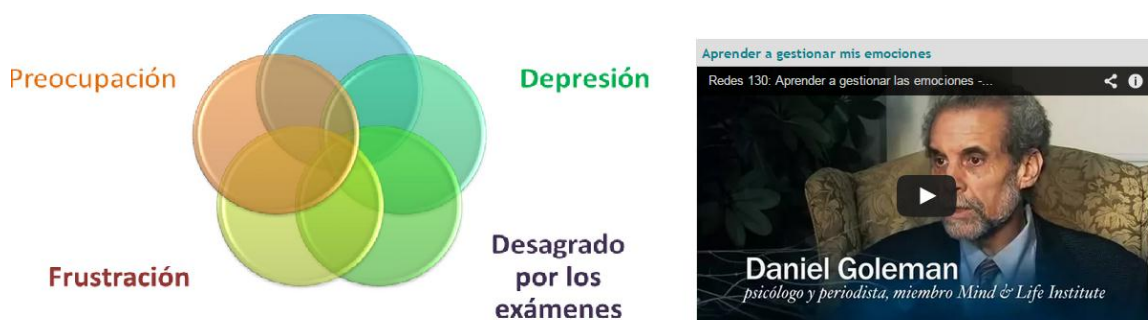 Preocupación
Depresión
Frustración
Desagrado
por los
exámenes
Aprender a gestionar mis emociones
Redes 130: Aprender a gestionar las emociones -...
Daniel Goleman
psicólogo y periodista, miembro Mind & Life Institute